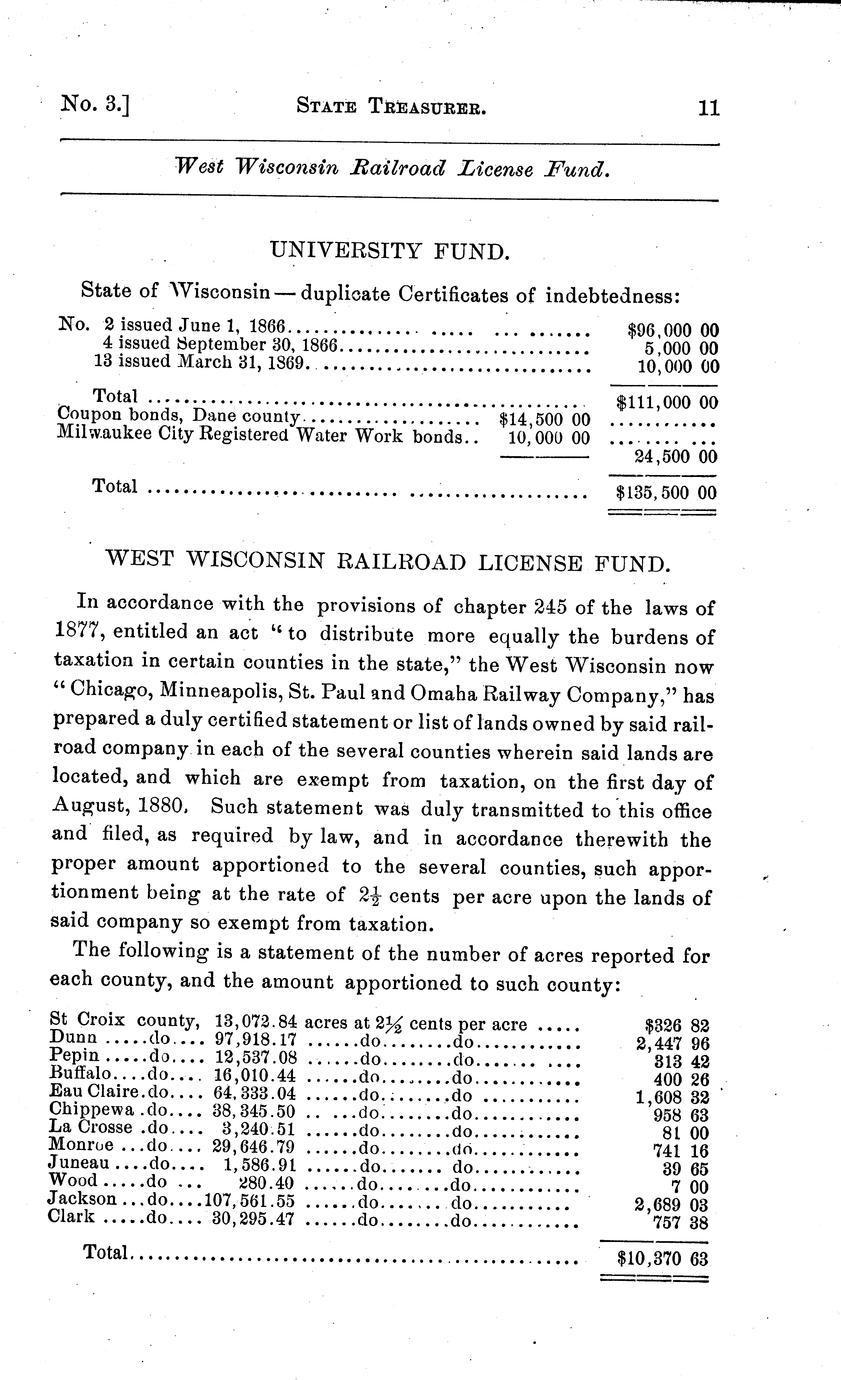 No. 3.] STATE TREASURER. 11
West Wisconsin Railroad License Fund.
UNIVERSITY FUND.
State of Wisconsin — duplicate Certificates of indebtedness:
No. 2 issued June 1, 1866............... ..... ... ....... $96,000 00
4 issued September 30, 1866............................. 5,000 00
13 issued March 31, 1869. ............................... 10,000 00
Total .................................................. $111,000 00
Coupon bonds, Dane county.................... $14,500 00 ............
Milwaukee City Registered Water Work bonds.. 10,000 00 ........ ...
24,500 00
Total ............................ ..................... $135,500 00
WEST WISCONSIN RAILROAD LICENSE FUND.
In accordance with the provisions of chapter 245 of the laws of
1877, entitled an act “ to distribute more equally the burdens of
taxation in certain counties in the state,” the West Wisconsin now
“ Chicago, Minneapolis, St. Paul and Omaha Railway Company,” has
prepared a duly certified statement or list of lands owned by said rail-
road company in each of the several counties wherein said lands are
located, and which are exempt from taxation, on the first day of
August, 1880. Such statement was duly transmitted to this office
and filed, as required by law, and in accordance therewith the
proper amount apportioned to the several counties, such appor-
tionment being at the rate of 2½ cents per acre upon the lands of
said company so exempt from taxation.
The following is a statement of the number of acres reported for
each county, and the amount apportioned to such county:
St Croix county, 13,072.84 acres at 2½ cents per acre ..... $326 82
Dunn .....do.... 97,918.17 ......do........do............ 2,447 96
Pepin .....do.... 12,537.08 ......do........do....... .... 313 42
Buffalo....do.... 16,010.44 ......do........do............ 400 26
Eau Claire.do.... 64,333.04 ......do........do ........... 1,608 32
Chippewa .do.... 38,345.50 .. ...do........do............ 958 63
La Crosse .do.... 3,240.51 ......do........do............ 81 00
Monroe ...do.... 29,646.79 ......do........do............ 741 16
Juneau ....do.... 1,586.91 ......do....... do............ 39 65
Wood .....do ... 280.40 ......do........do............ 7 00
Jackson ...do....107,561.55 ......do........do........... 2,689 03
Clark .....do.... 30,295.47 ......do........do............ 757 38
Total.................................................. $10,370 63